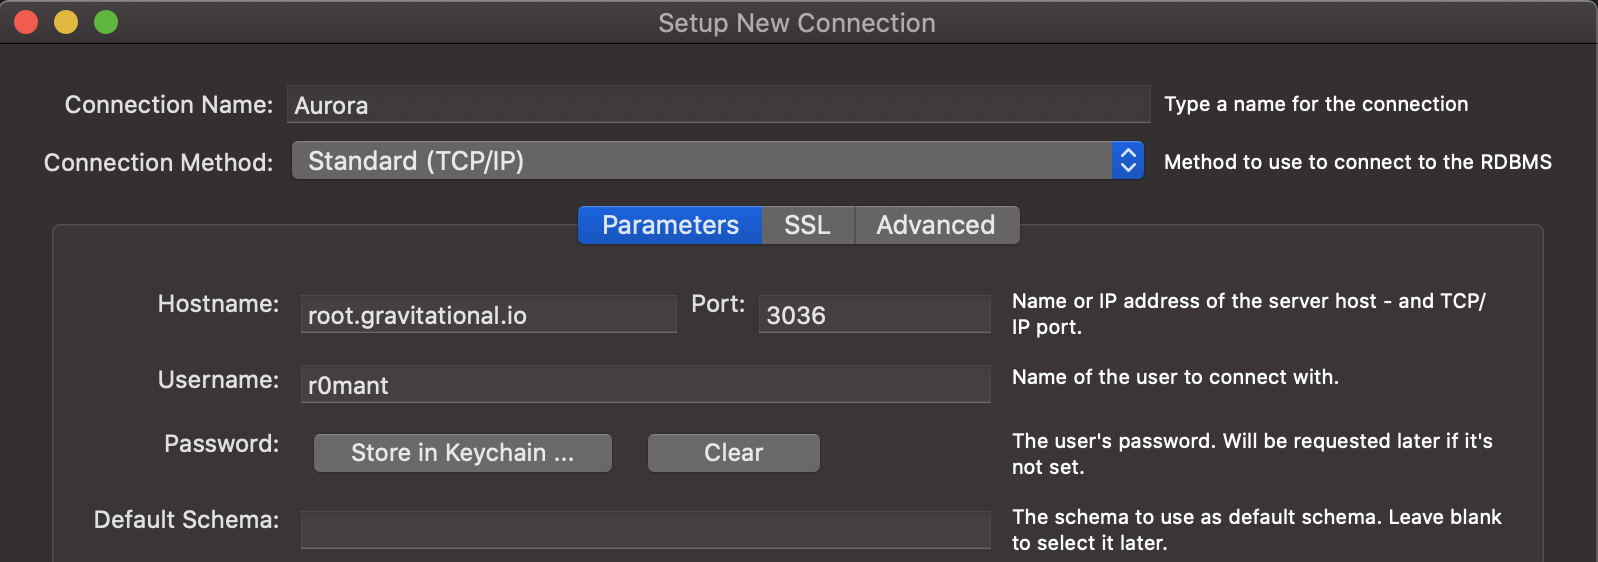 Setup New Connection
Connection Name: Aurora Type a name for the connection
Connection Method: Standard (TCP/IP) Method to use to connect to the RDBMS
Parameters SSL Advanced
Hostname: root.gravitational.io Port: 3036 Name or IP address of the server host - and TCP/
IP port.
Username: r0mant Name of the user to connect with.
Password: Store in Keychain ... Clear The user's password. Will be requested later if it's
not set.
Default Schema: The schema to use as default schema. Leave blank
to select it later.